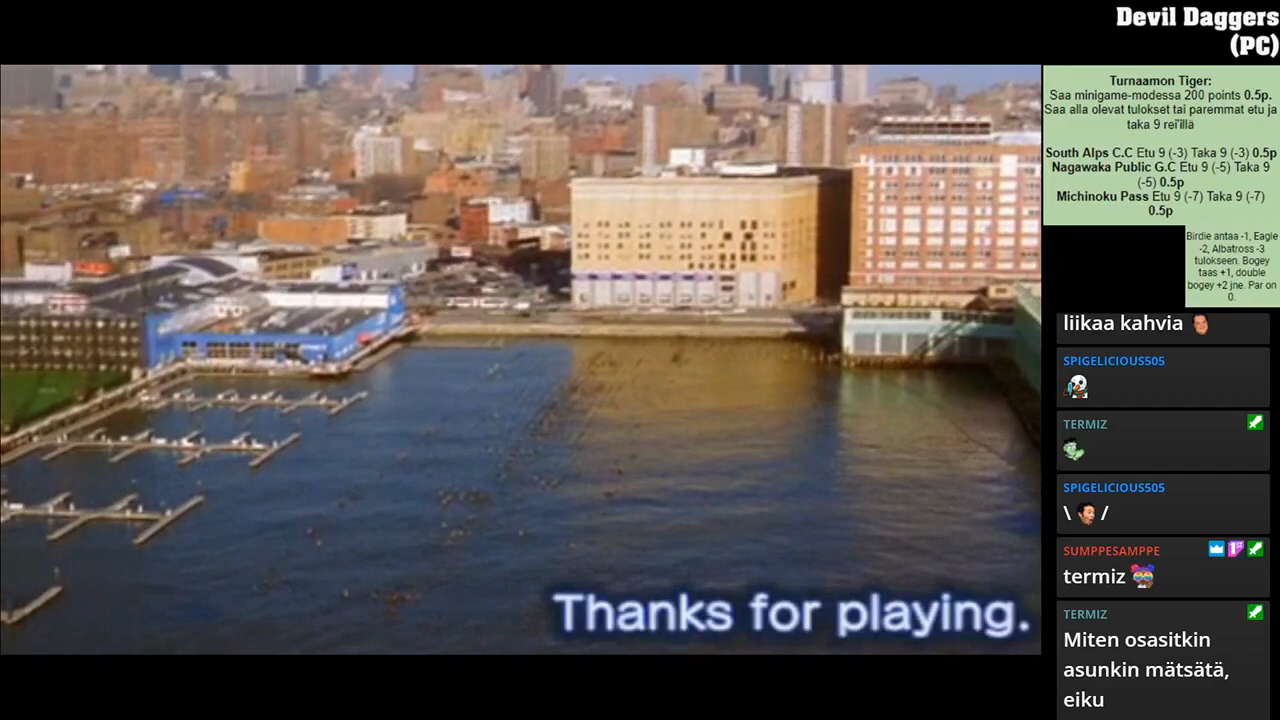 Devil Daggers
(PC)
Turnaamon Tiger:
Saa minigame-modessa 200 points 0.5p.
Saa alla olevat tulokset tai paremmat etu ja
taka 9 reiillä
South Alps C.C Etu 9 (-3) Taka 9 (-3) 0.5p
Nagawaka Public G.C Etu 9 (-5) Taka 9
(-5) 0.5p
Michinoku Pass Etu 9 (-7) Taka 9 (-7)
0.5p
Birdie antaa -1, Eagle
-2, Albatross -3
tulokseen. Bogey
taas +1, double
bogey +2 jne. Par on
0.
liikaa kahvia
SPIGELICIOUS505
TERMIZ
SPIGELICIOUS505
\ /
SUMPPESAMPPE
termiz
TERMIZ
Miten osasitkin
asunkin mätsätä,
eiku
Thanks for playing.